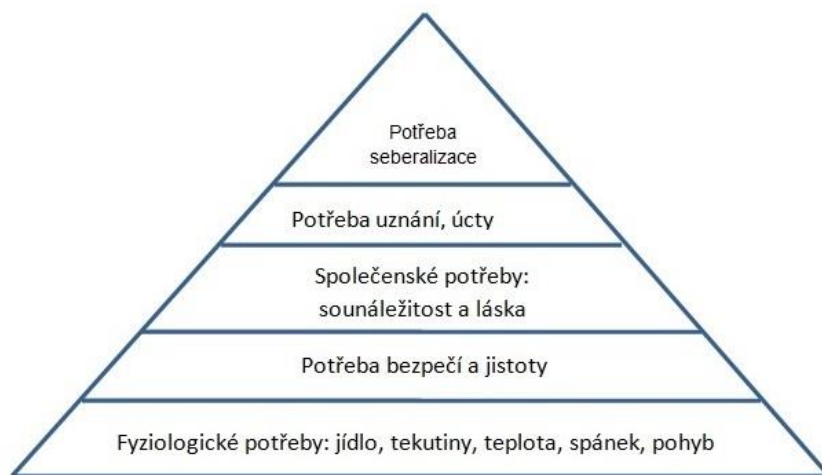 Potřeba
seberalizace
Potřeba uznání, úcty
Společenské potřeby:
sounáležitost a láska
Potřeba bezpečí a jistoty
Fyziologické potřeby: jídlo, tekutiny, teplota, spánek, pohyb